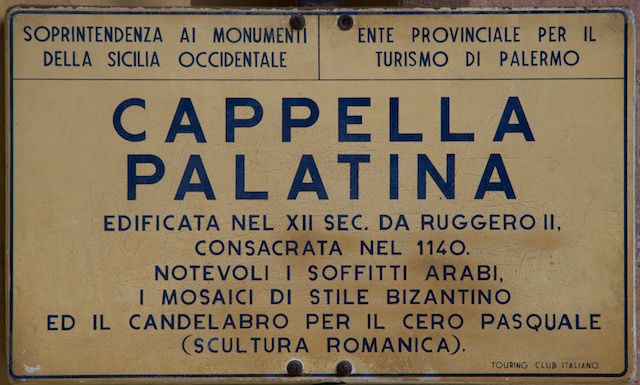 SOPRINTENDENZA AI MONUMENTI
DELLA SICILIA OCCIDENTALE
ENTE PROVINCIALE PER IL
TURISMO DI PALERMO
CAPPELLA
PALATINA
EDIFICATA NEL XII SEC. DA RUGGERO II,
CONSACRATA NEL 1140.
NOTEVOLI I SOFFITTI ARABI,
I MOSAICI DI STILE BIZANTINO
ED IL CANDELABRO PER IL CERO PASQUALE
(SCULTURA ROMANICA).
TOURING CLUB ITALIANO